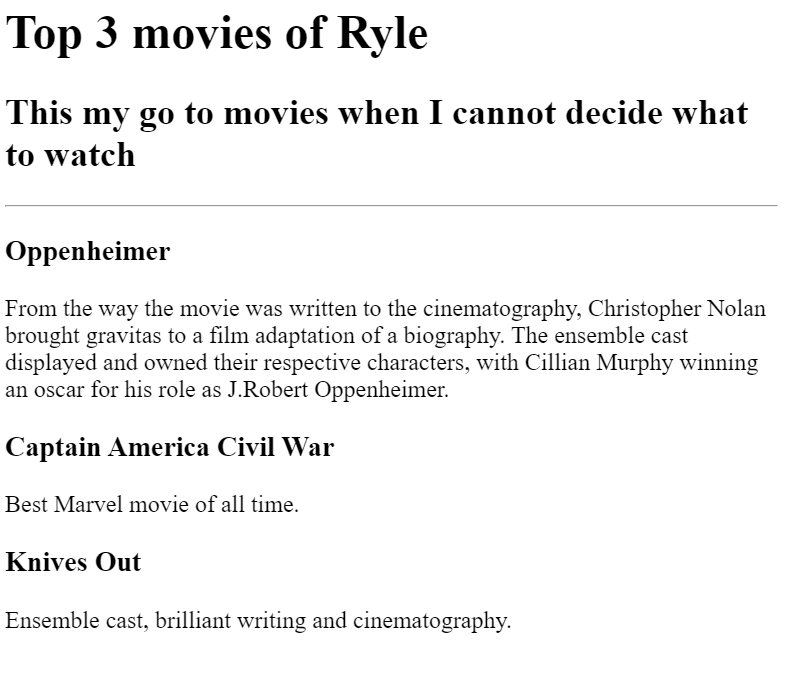 Top 3 movies of Ryle
This my go to movies when I cannot decide what
to watch
Oppenheimer
From the way the movie was written to the cinematography, Christopher Nolan
brought gravitas to a film adaptation of a biography. The ensemble cast
displayed and owned their respective characters, with Cillian Murphy winning
an oscar for his role as J.Robert Oppenheimer.
Captain America Civil War
Best Marvel movie of all time.
Knives Out
Ensemble cast, brilliant writing and cinematography.